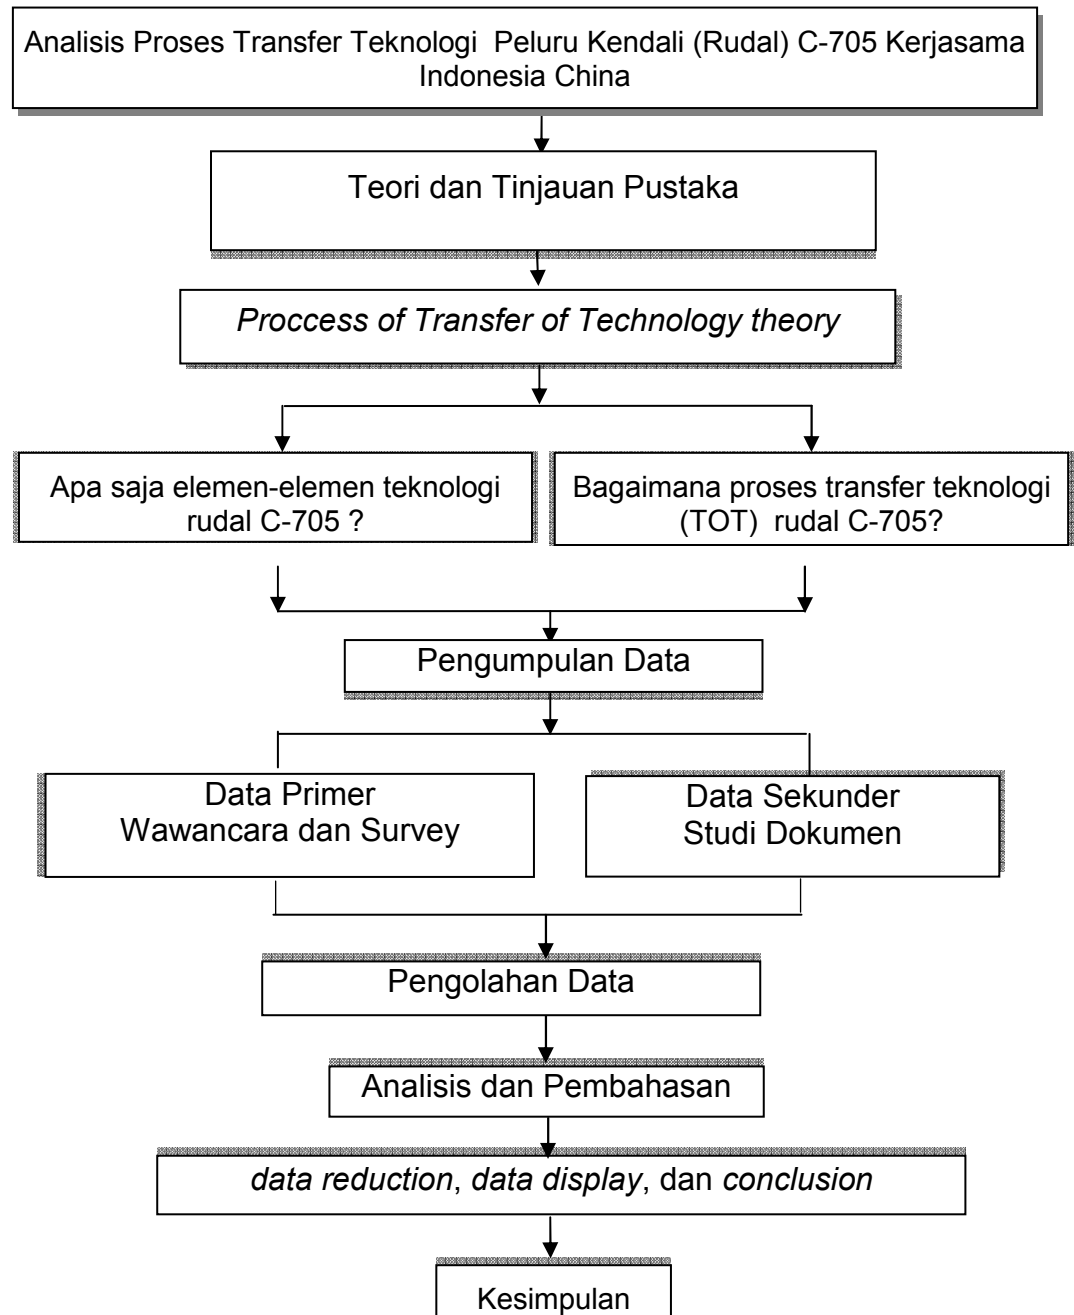 Analisis Proses Transfer Teknologi Peluru Kendali (Rudal) C-705 Kerjasama
Indonesia China
Teori dan Tinjauan Pustaka
Proccess of Transfer of Technology theory
Apa saja elemen-elemen teknologi
rudal C-705 ?
Bagaimana proses transfer teknologi
(TOT) rudal C-705?
Pengumpulan Data
Data Primer
Wawancara dan Survey
Data Sekunder
Studi Dokumen
Pengolahan Data
Analisis dan Pembahasan
data reduction, data display, dan conclusion
Kesimpulan